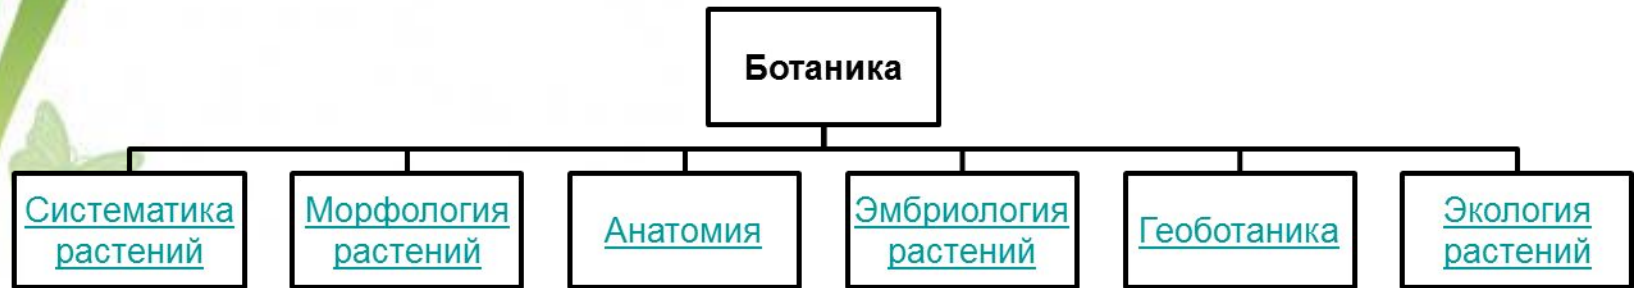 Ботаника
Систематика
растений
Морфология
растений
Анатомия
Эмбриология
растений
Геоботаника
Экология
растений